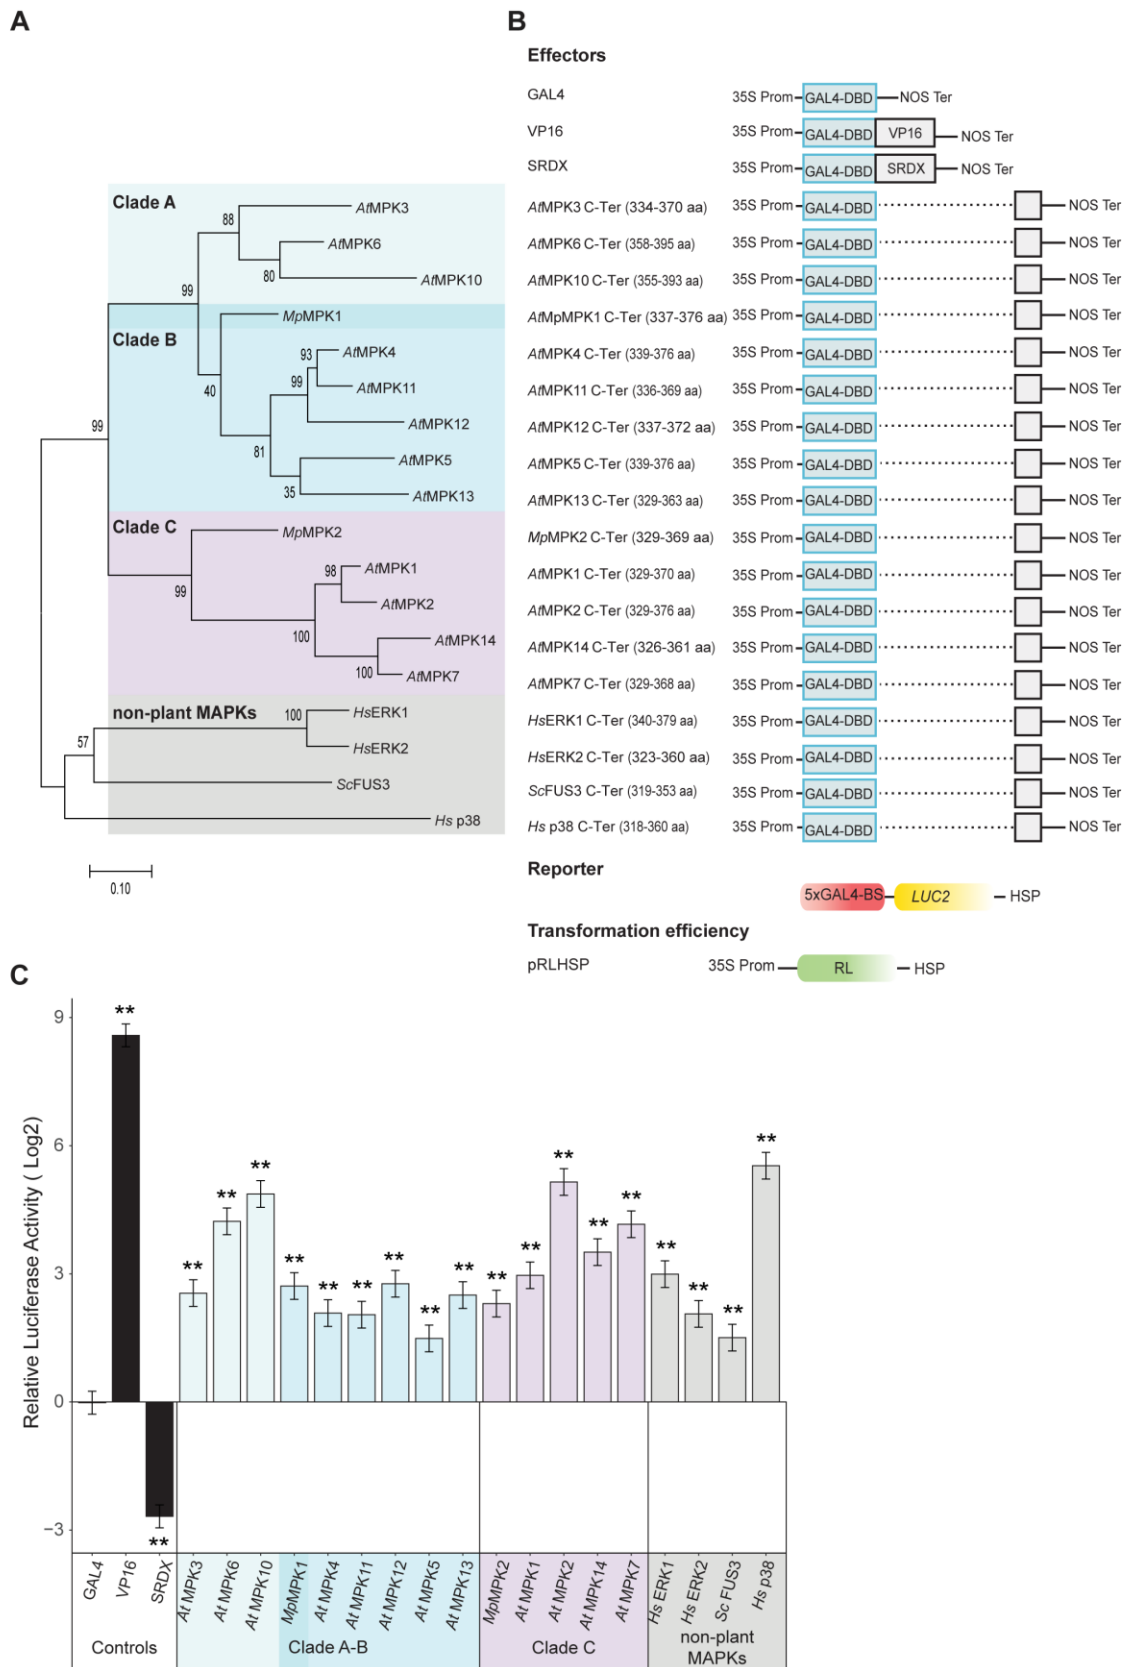 A
Clade A
AtMPK3
88
AtMPK6
80
AtMPK10
99
MpMPK1
Clade B
AtMPK4
93
AtMPK11
99
40
AtMPK12
99
81
AtMPK5
35
AtMPK13
Clade C
MpMPK2
AtMPK1
98
99
AtMPK2
100
AtMPK14
100
AtMPK7
non-plant MAPKs
100
HsERK1
57
HsERK2
ScFUS3
Hs p38
0.10
B
Effectors
GAL4 35S Prom GAL4-DBD NOS Ter
VP16 35S Prom GAL4-DBD VP16 NOS Ter
SRDX 35S Prom GAL4-DBD SRDX NOS Ter
AtMPK3 C-Ter (334-370 aa) 35S Prom GAL4-DBD NOS Ter
AtMPK6 C-Ter (358-395 aa) 35S Prom GAL4-DBD NOS Ter
AtMPK10 C-Ter (355-393 aa) 35S Prom GAL4-DBD NOS Ter
AtMpMPK1 C-Ter (337-376 aa) 35S Prom GAL4-DBD NOS Ter
AtMPK4 C-Ter (339-376 aa) 35S Prom GAL4-DBD NOS Ter
AtMPK11 C-Ter (336-369 aa) 35S Prom GAL4-DBD NOS Ter
AtMPK12 C-Ter (337-372 aa) 35S Prom GAL4-DBD NOS Ter
AtMPK5 C-Ter (339-376 aa) 35S Prom GAL4-DBD NOS Ter
AtMPK13 C-Ter (329-363 aa) 35S Prom GAL4-DBD NOS Ter
MpMPK2 C-Ter (329-369 aa) 35S Prom GAL4-DBD NOS Ter
AtMPK1 C-Ter (329-370 aa) 35S Prom GAL4-DBD NOS Ter
AtMPK2 C-Ter (329-376 aa) 35S Prom GAL4-DBD NOS Ter
AtMPK14 C-Ter (326-361 aa) 35S Prom GAL4-DBD NOS Ter
AtMPK7 C-Ter (329-368 aa) 35S Prom GAL4-DBD NOS Ter
HsERK1 C-Ter (340-379 aa) 35S Prom GAL4-DBD NOS Ter
HsERK2 C-Ter (323-360 aa) 35S Prom GAL4-DBD NOS Ter
ScFUS3 C-Ter (319-353 aa) 35S Prom GAL4-DBD NOS Ter
Hs p38 C-Ter (318-360 aa) 35S Prom GAL4-DBD NOS Ter
Reporter
5xGAL4-BS LUC2 HSP
Transformation efficiency
pRLHSP 35S Prom RL HSP
C
Relative Luciferase Activity ( Log2)
9
6
3
0
−3
** ** ** ** ** ** ** ** ** ** ** ** ** ** ** ** ** ** ** **
GAL4
VP16
SRDX
At MPK3
At MPK6
At MPK10
MpMPK1
At MPK4
At MPK11
At MPK12
At MPK5
At MPK13
MpMPK2
At MPK1
At MPK2
At MPK14
At MPK7
Hs ERK1
Hs ERK2
Sc FUS3
Hs p38
Controls
Clade A-B
Clade C
non-plant
MAPKs